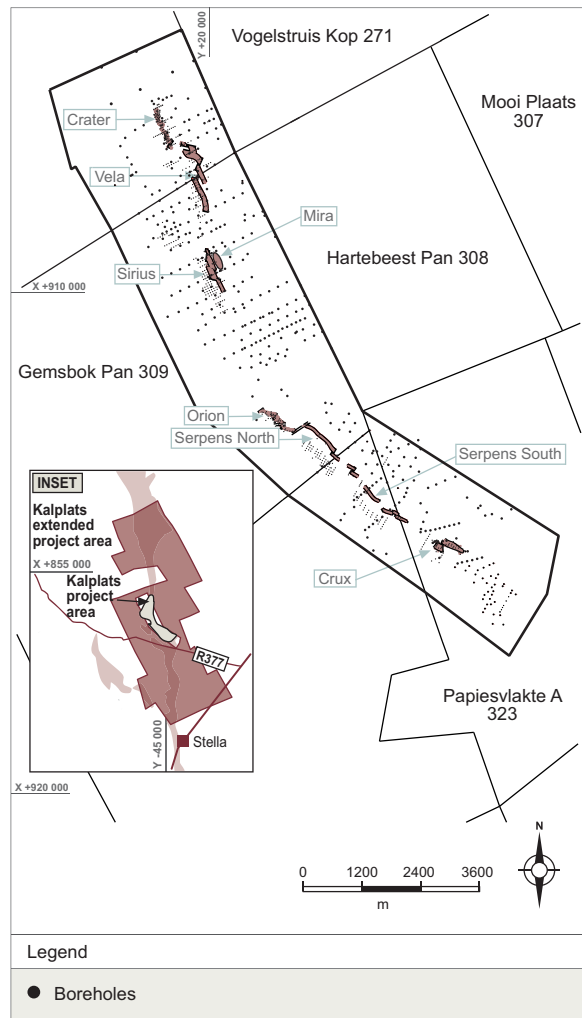 Y +20 000
Vogelstruis Kop 271
Mooi Plaats
307
Crater
Vela
Mira
Hartebeest Pan 308
Sirius
X +910 000
Gemsbok Pan 309
Orion
Serpens North
Serpens South
Crux
INSET
Kalplats
extended
project area
X +855 000
Kalplats
project
area
R377
Y -45 000
Stella
Papiesvlakte A
323
X +920 000
N
0 1200 2400 3600
m
Legend
Boreholes